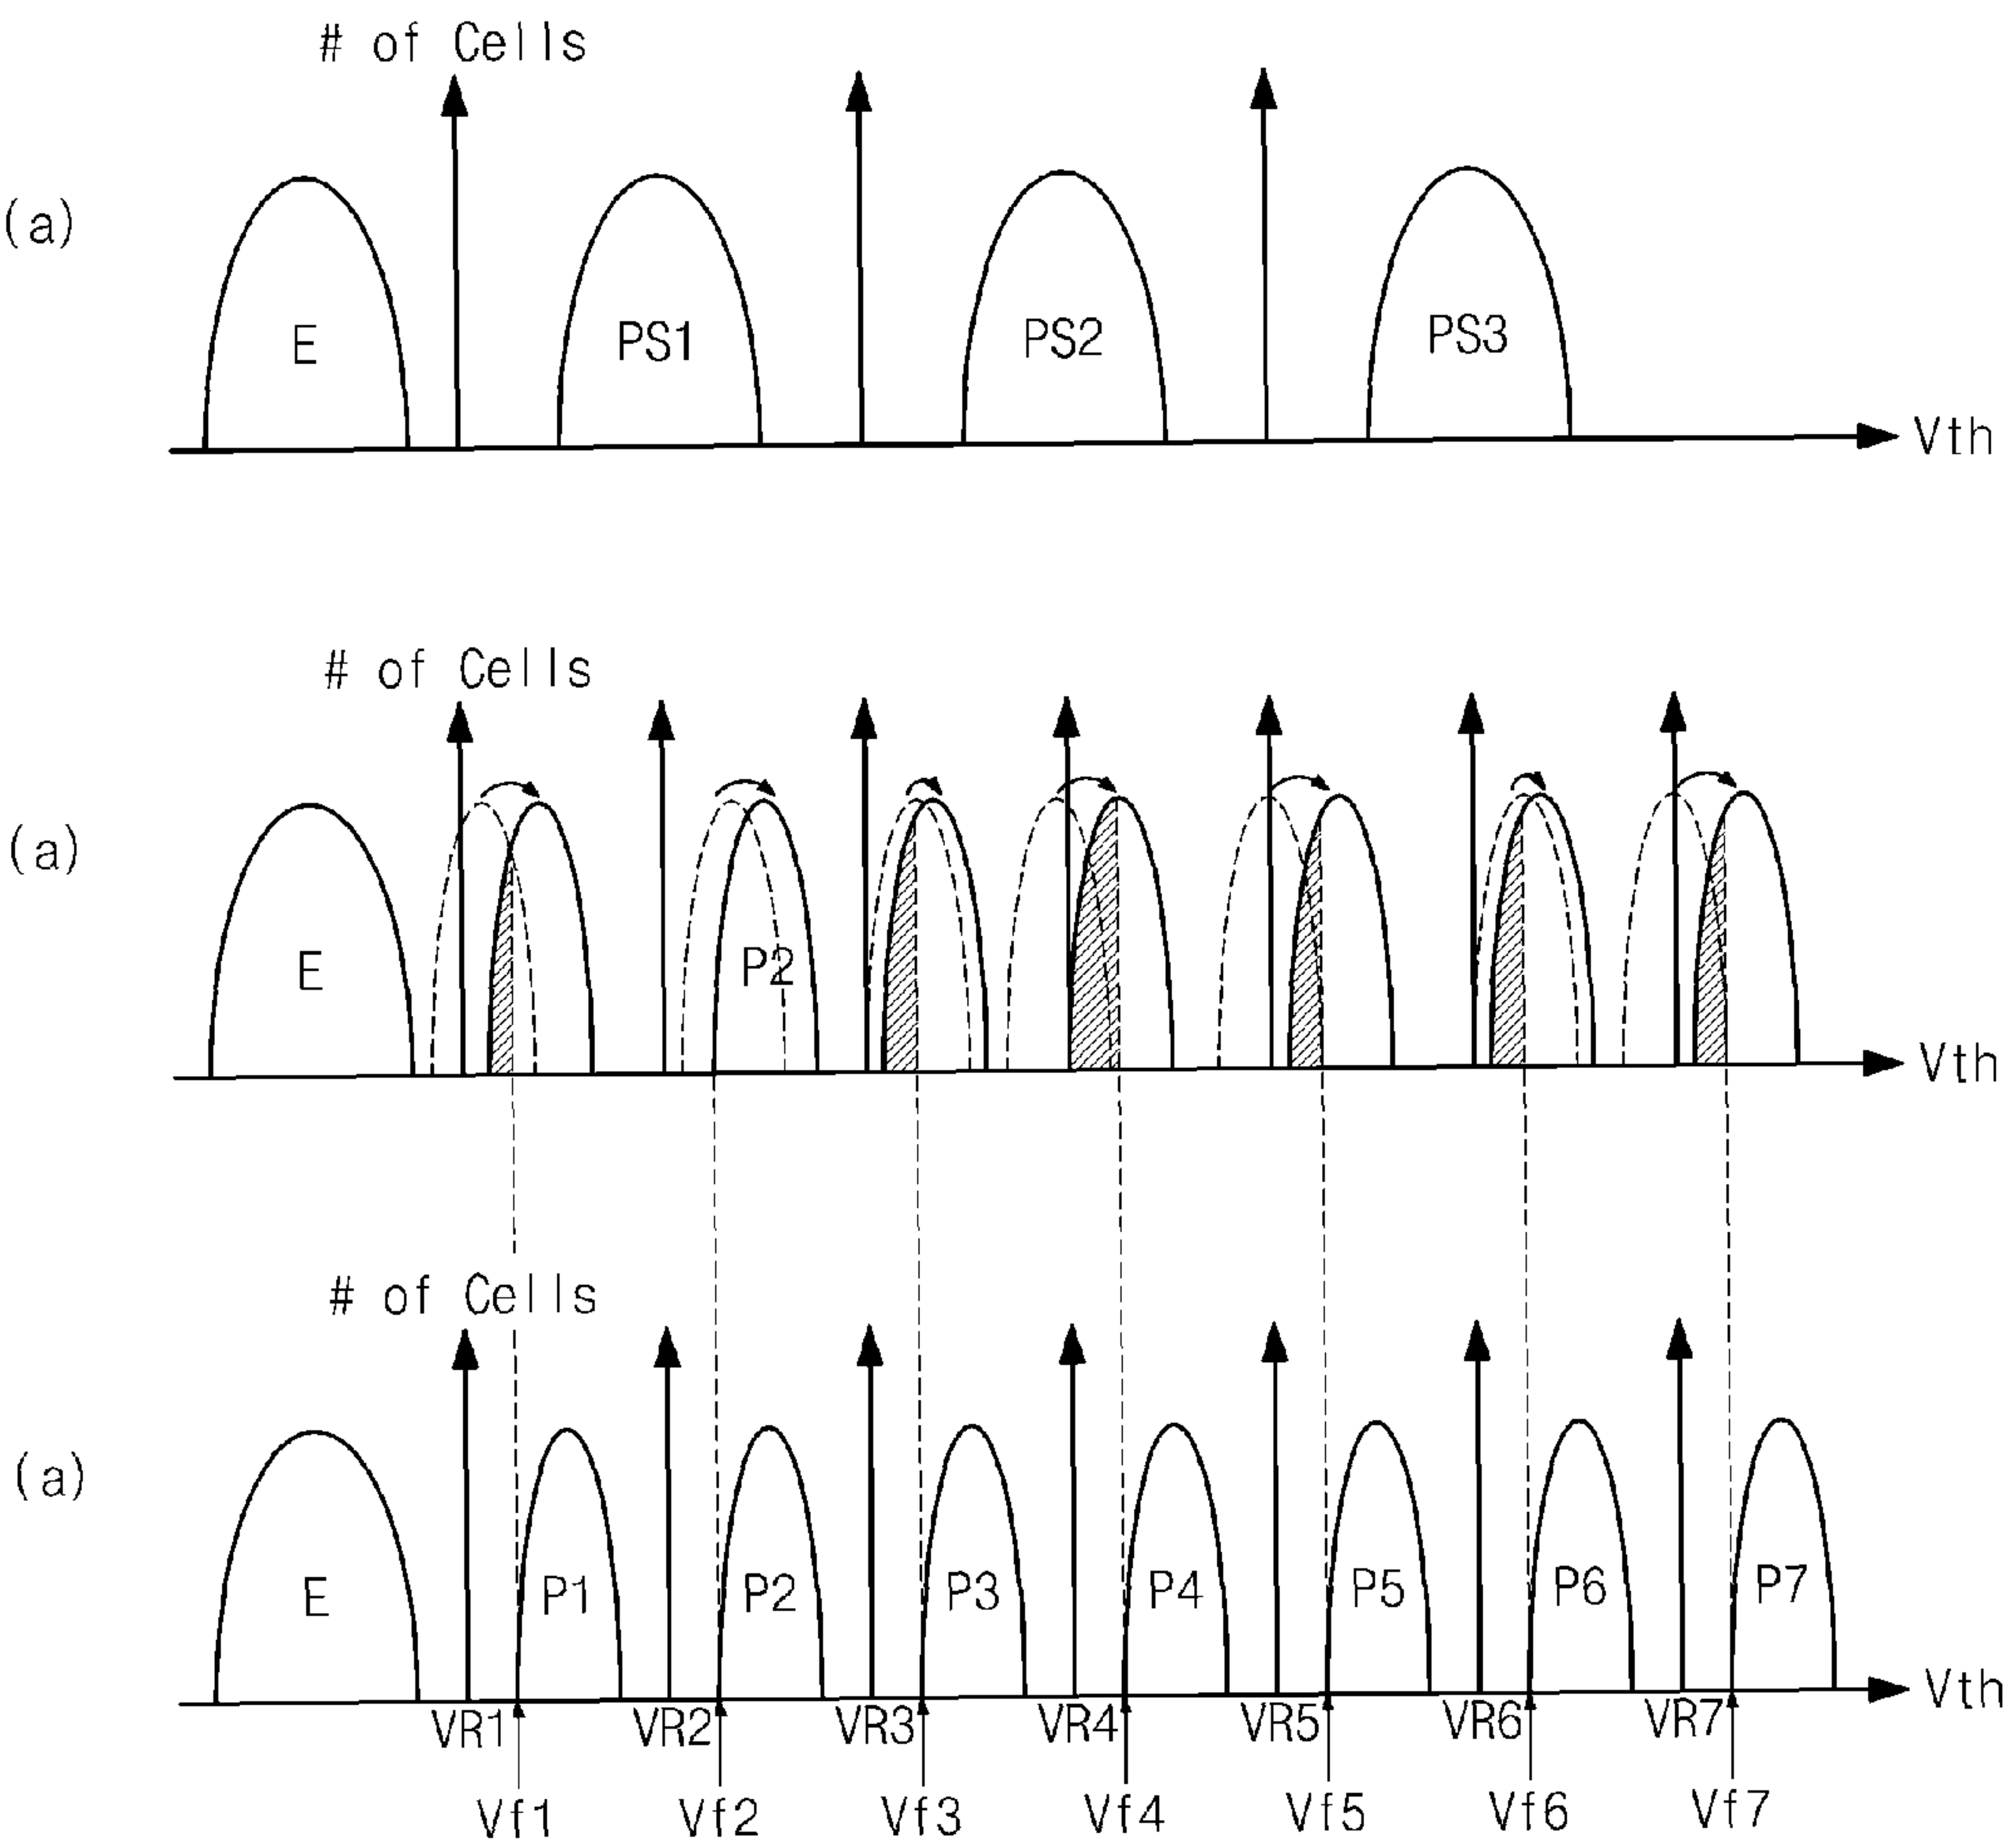 # of Cells
(a)
E PS1 PS2 PS3
Vth
# of Cells
(a)
E P2
Vth
# of Cells
(a)
E P1 P2 P3 P4 P5 P6 P7
Vth
VR1 VR2 VR3 VR4 VR5 VR6 VR7
Vf1 Vf2 Vf3 Vf4 Vf5 Vf6 Vf7